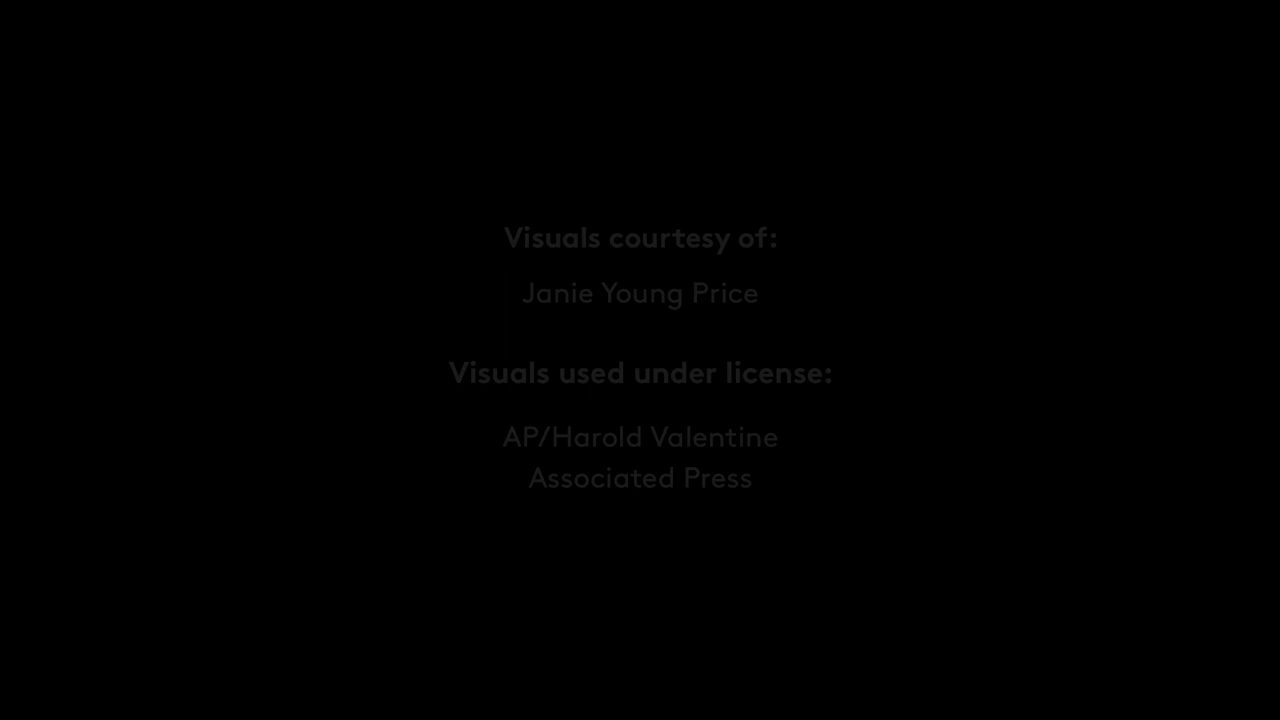 Visuals courtesy of:
Janie Young Price
Visuals used under license:
AP/Harold Valentine
Associated Press